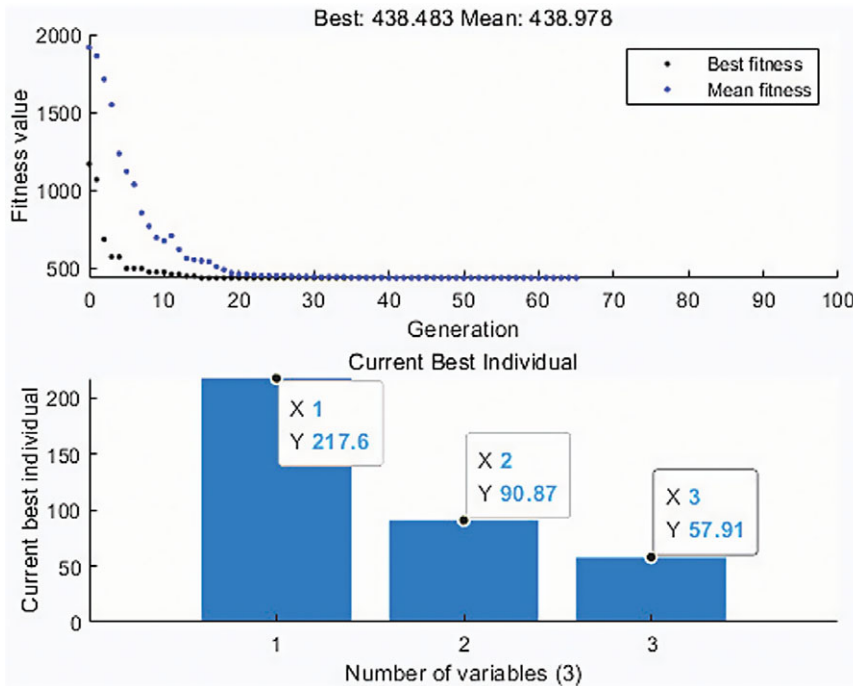 Best: 438.483 Mean: 438.978
2000
1500
1000
500
Fitness value
Best fitness
Mean fitness
0 10 20 30 40 50 60 70 80 90 100
Generation
Current Best Individual
200
150
100
50
0
Current best individual
X 1
Y 217.6
X 2
Y 90.87
X 3
Y 57.91
1 2 3
Number of variables (3)